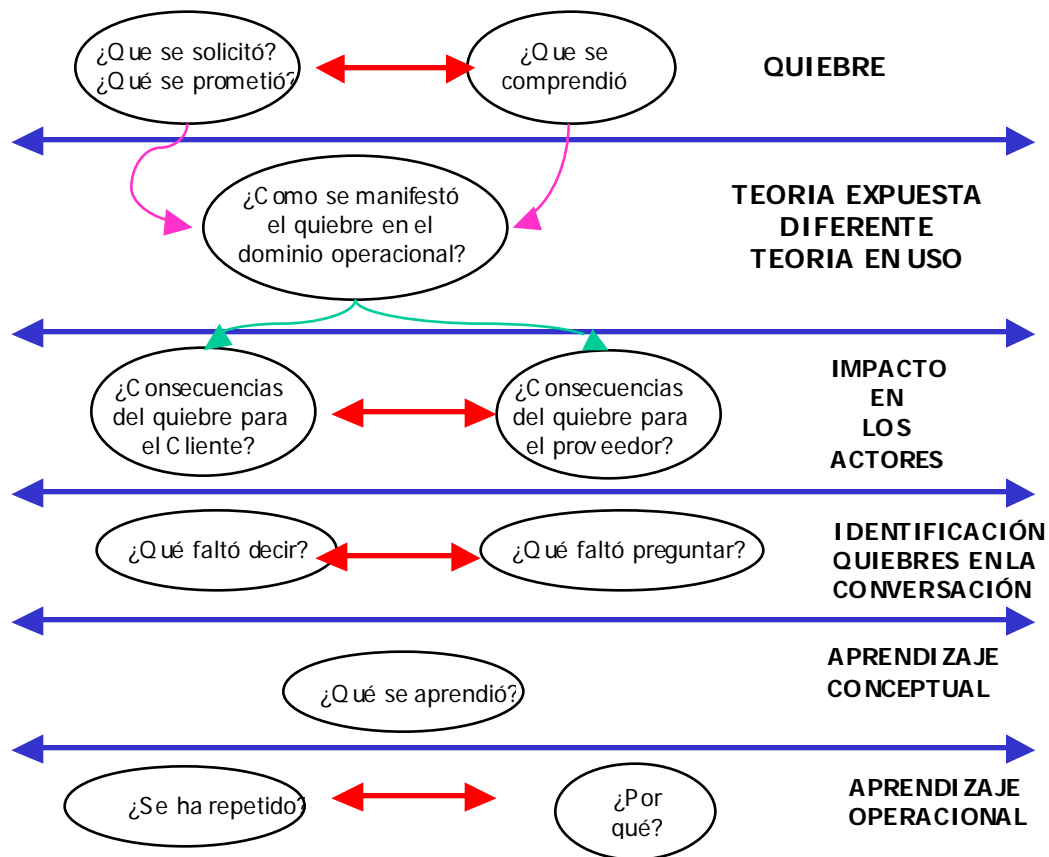 ¿Que se solicitó?
¿Qué se prometió?
¿Que se
comprendió
QUIEBRE
¿Como se manifestó
el quiebre en el
dominio operacional?
TEORIA EXPUESTA
DIFERENTE
TEORIA EN USO
¿Consecuencias
del quiebre para
el Cliente?
¿Consecuencias
del quiebre para
el proveedor?
IMPACTO
EN
LOS
ACTORES
¿Qué faltó decir?
¿Qué faltó preguntar?
IDENTIFICACIÓN
QUIEBRES EN LA
CONVERSACIÓN
¿Qué se aprendió?
APRENDIZAJE
CONCEPTUAL
¿Se ha repetido?
¿Por
qué?
APRENDIZAJE
OPERACIONAL